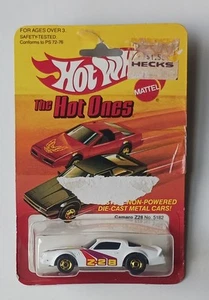 FOR AGES OVER 3
SAFETY-TESTED
Conforms to PS 72-76
HOT
HECKS
MATTEL
The Hot Ones
-POWERED
DIE-CAST METAL CARS!
Camaro Z28 No. 5182
Z28